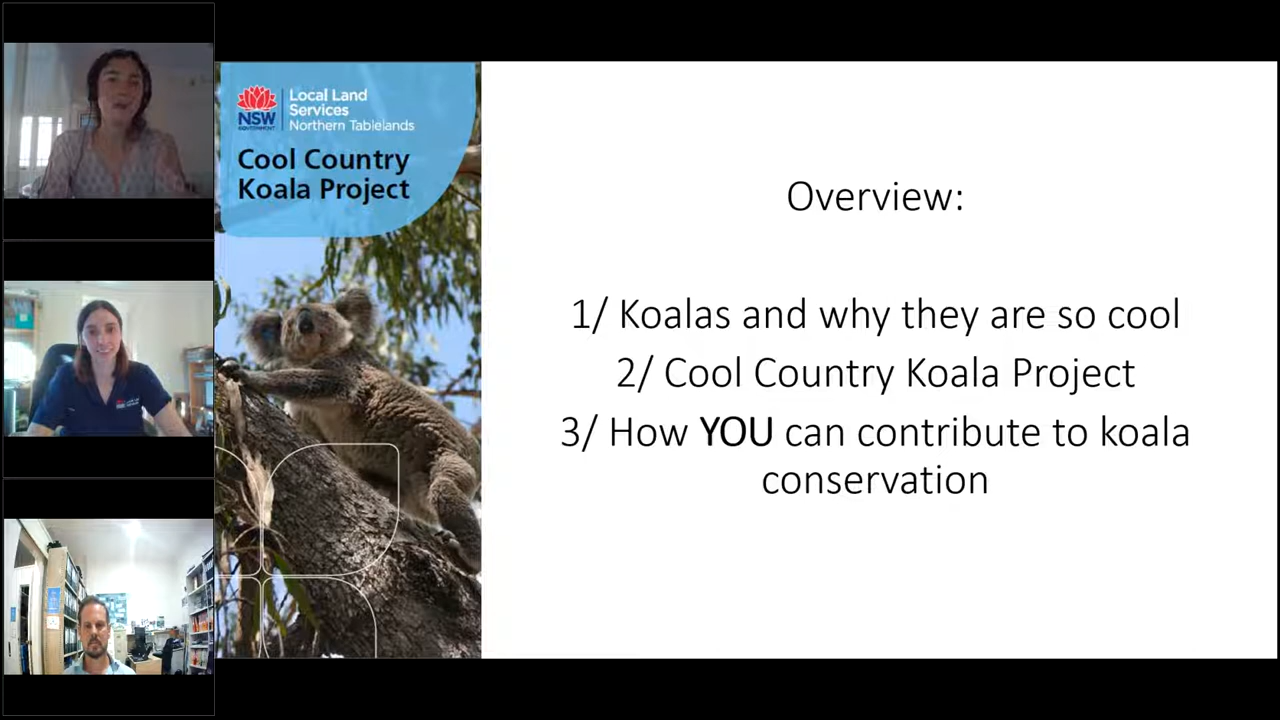 Local Land
Services
Northern Tablelands
NSW
GOVERNMENT
Cool Country
Koala Project
Overview:
1/ Koalas and why they are so cool
2/ Cool Country Koala Project
3/ How YOU can contribute to koala
conservation